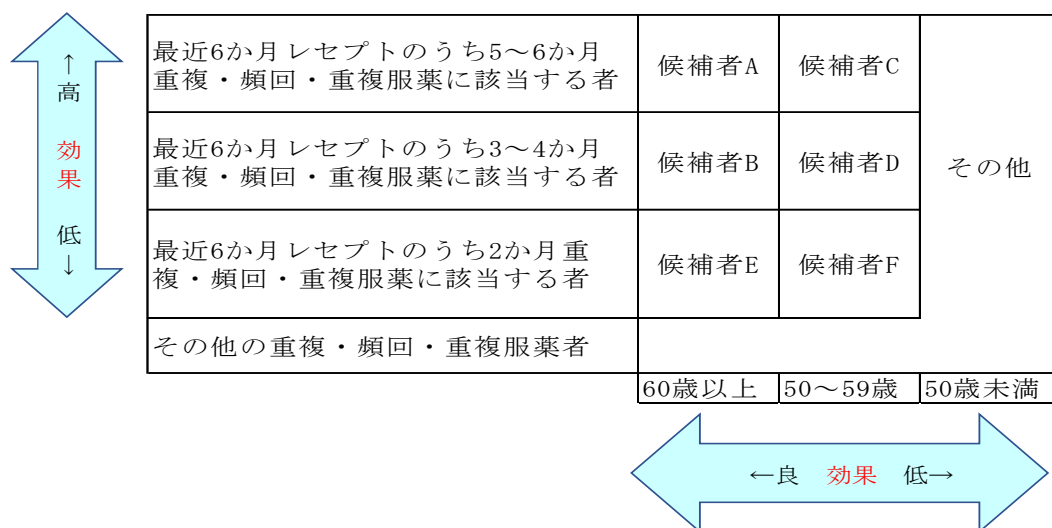 ↑
高
効
果
低
↓
最近6か月レセプトのうち5～6か月
重複・頻回・重複服薬に該当する者
候補者A
候補者C
最近6か月レセプトのうち3～4か月
重複・頻回・重複服薬に該当する者
候補者B
候補者D
その他
最近6か月レセプトのうち2か月重
複・頻回・重複服薬に該当する者
候補者E
候補者F
その他の重複・頻回・重複服薬者
60歳以上
50～59歳
50歳未満
←良　効果　低→